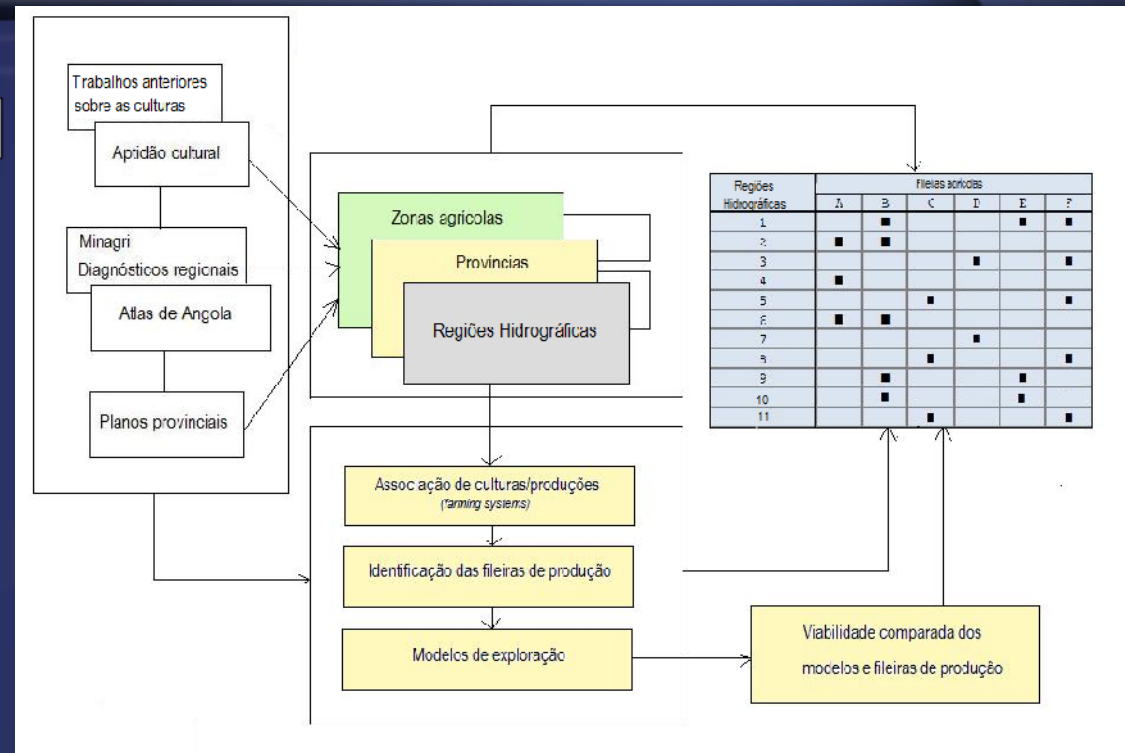 Trabalhos anteriores
sobre as culturas
Aptidão cultural
Minagri
Diagnósticos regionais
Atlas de Angola
Planos provinciais
Zonas agrícolas
Províncias
Regiões Hidrográficas
Associação de culturas/produções
(farming systems)
Identificação das fileiras de produção
Modelos de exploração
Viabilidade comparada dos
modelos e fileiras de produção
Regiões
Hidrográficas
Fileiras agrícolas
A B C D E F
1
2
3
4
5
6
7
8
9
10
11